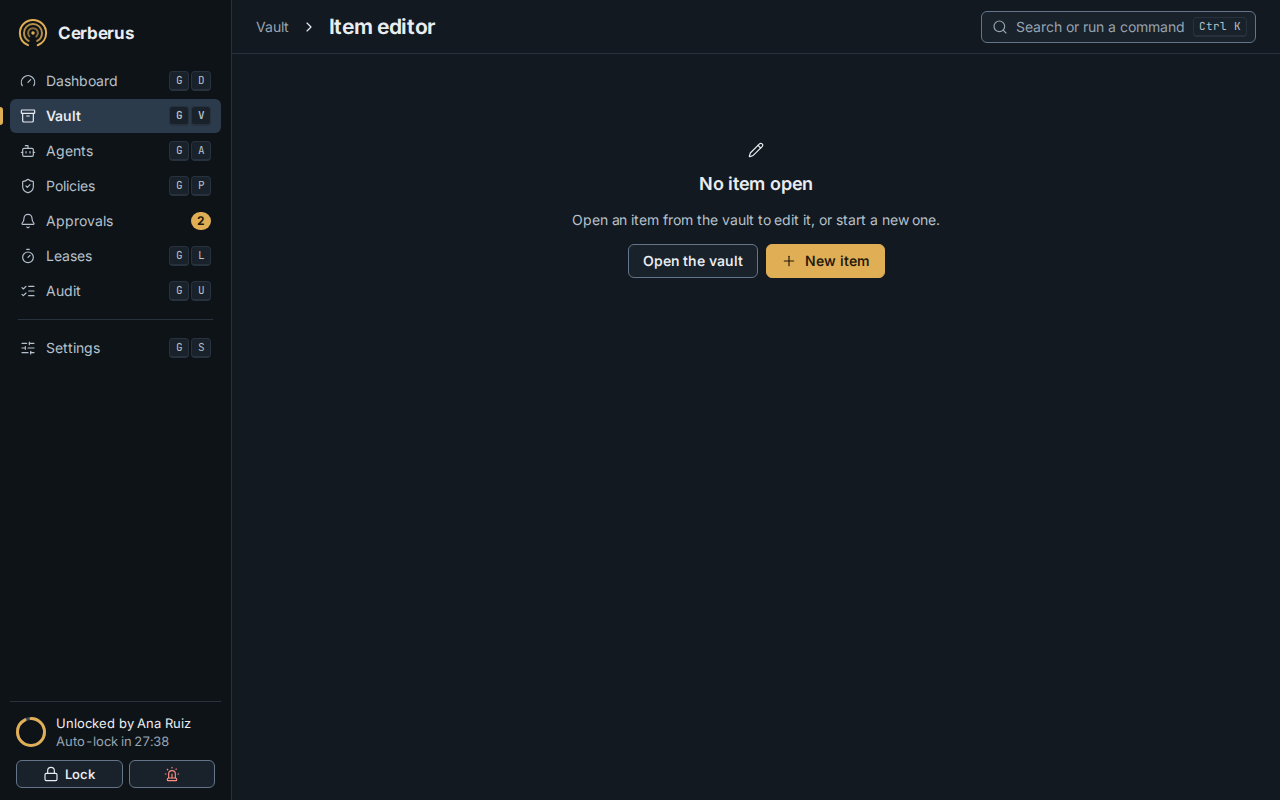 Cerberus
Dashboard G D
Vault G V
Agents G A
Policies G P
Approvals 2
Leases G L
Audit G U
Settings G S
Unlocked by Ana Ruiz
Auto-lock in 27:38
Lock
Vault Item editor
Search or run a command Ctrl K
No item open
Open an item from the vault to edit it, or start a new one.
Open the vault New item